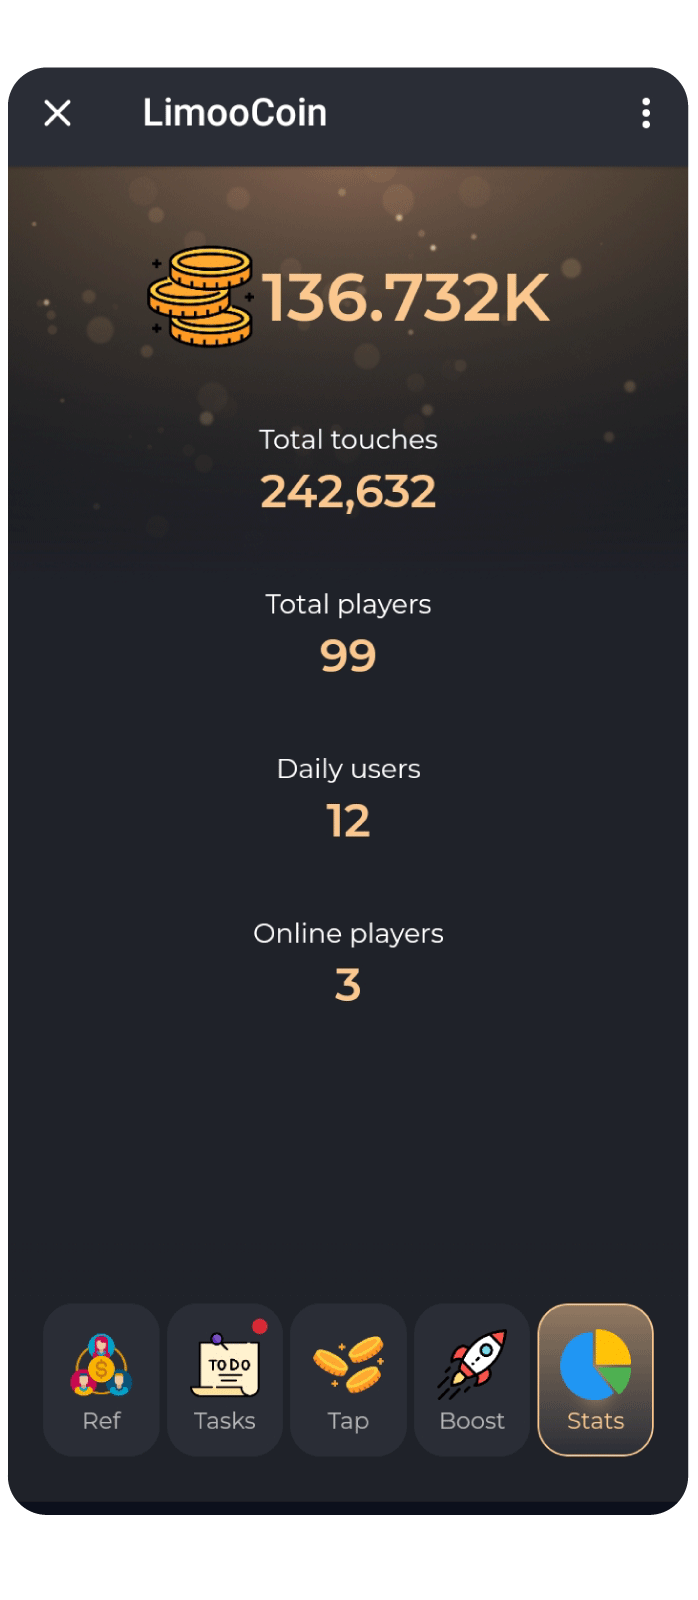 LimooCoin
136.732K
Total touches
242,632
Total players
99
Daily users
12
Online players
3
TO DO
Ref
Tasks
Tap
Boost
Stats